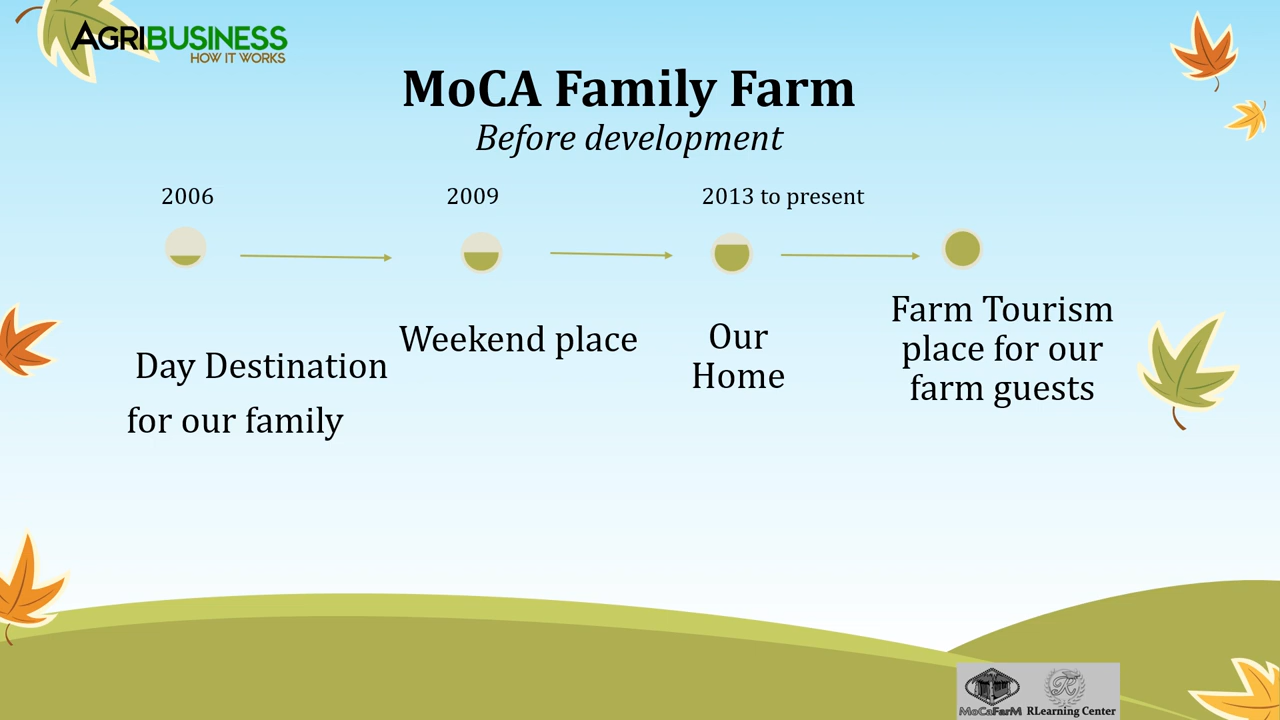 AGRIBUSINESS
HOW IT WORKS
MoCA Family Farm
Before development
2006
2009
2013 to present
Day Destination
for our family
Weekend place
Our
Home
Farm Tourism
place for our
farm guests
MoCaFarM
R
RLearning Center